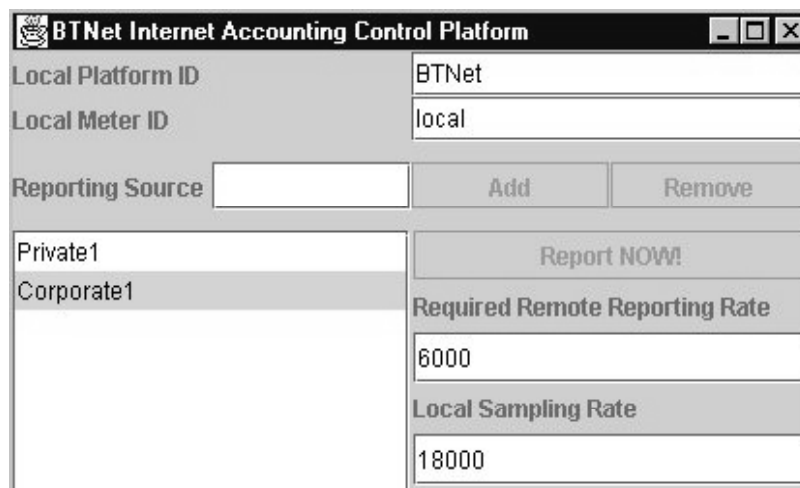 BTNet Internet Accounting Control Platform
Local Platform ID BTNet
Local Meter ID local
Reporting Source Add Remove
Private1
Corporate1
Report NOW!
Required Remote Reporting Rate
6000
Local Sampling Rate
18000